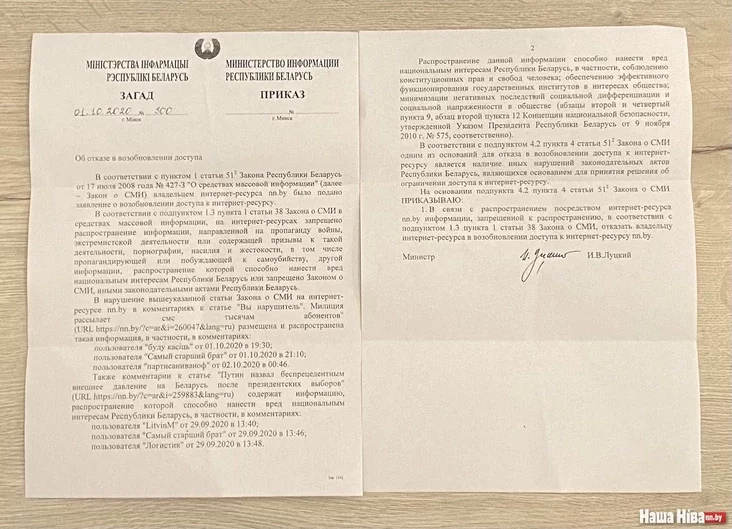 МІНІСТЭРСТВА ІНФАРМАЦЫІ
РЭСПУБЛІКІ БЕЛАРУСЬ
МИНИСТЕРСТВО ИНФОРМАЦИИ
РЕСПУБЛИКИ БЕЛАРУСЬ
ЗАГАД
ПРИКАЗ
01.10.2020 № 300
№
г. Мінск
г.Минск
Об отказе в возобновлении доступа
В соответствии с пунктом 1 статьи 51² Закона Республики Беларусь
от 17 июля 2008 года № 427-З "О средствах массовой информации" (далее
– Закон о СМИ) владельцем интернет-ресурса nn.by было подано
заявление о возобновлении доступа к интернет-ресурсу.
В соответствии с подпунктом 1.3 пункта 1 статьи 38 Закона о СМИ в
средствах массовой информации, на интернет-ресурсах запрещено
распространение информации, направленной на пропаганду войны,
экстремистской деятельности или содержащей призывы к такой
деятельности, порнографии, насилия и жестокости, в том числе
пропагандирующей или побуждающей к самоубийству, другой
информации, распространение которой способно нанести вред
национальным интересам Республики Беларусь или запрещено Законом о
СМИ, иными законодательными актами Республики Беларусь.
В нарушение вышеуказанной статьи Закона о СМИ на интернет-
ресурсе nn.by в комментариях к статье "Вы нарушитель". Милиция
рассылает смс тысячам абонентов"
(URL https://nn.by/?c=ar&i=260047&lang=ru) размещена и распространена
такая информация, в частности, в комментариях:
пользователя "буду касіць" от 01.10.2020 в 19:30;
пользователя "Самый старший брат" от 01.10.2020 в 21:10;
пользователя "партисаниваноф" от 02.10.2020 в 00:46.
Также комментарии к статье "Путин назвал беспрецедентным
внешнее давление на Беларусь после президентских выборов"
(URL https://nn.by/?c=ar&i=259883&lang=ru) содержат информацию,
распространение которой способно нанести вред национальным
интересам Республики Беларусь, в частности, в комментариях:
пользователя "LitvinM" от 29.09.2020 в 13:40;
пользователя "Самый старший брат" от 29.09.2020 в 13:46;
пользователя "Логистик" от 29.09.2020 в 13:48.
2
Распространение данной информации способно нанести вред
национальным интересам Республики Беларусь, в частности, соблюдению
конституционных прав и свобод человека; обеспечению эффективного
функционирования государственных институтов в интересах общества;
минимизации негативных последствий социальной дифференциации и
социальной напряженности в обществе (абзацы второй и четвертый
пункта 9, абзац второй пункта 12 Концепции национальной безопасности,
утвержденной Указом Президента Республики Беларусь от 9 ноября
2010 г. № 575, соответственно).
В соответствии с подпунктом 4.2 пункта 4 статьи 51² Закона о СМИ
одним из оснований для отказа в возобновлении доступа к интернет-
ресурсу является наличие иных нарушений законодательных актов
Республики Беларусь, являющихся основанием для принятия решения об
ограничении доступа к интернет-ресурсу.
На основании подпункта 4.2 пункта 4 статьи 51² Закона о СМИ
ПРИКАЗЫВАЮ:
1. В связи с распространением посредством интернет-ресурса
nn.by информации, запрещенной к распространению, в соответствии с
подпунктом 1.3 пункта 1 статьи 38 Закона о СМИ, отказать владельцу
интернет-ресурса в возобновлении доступа к интернет-ресурсу nn.by.
Министр
И.В.Луцкий
Наша Ніва nn.by